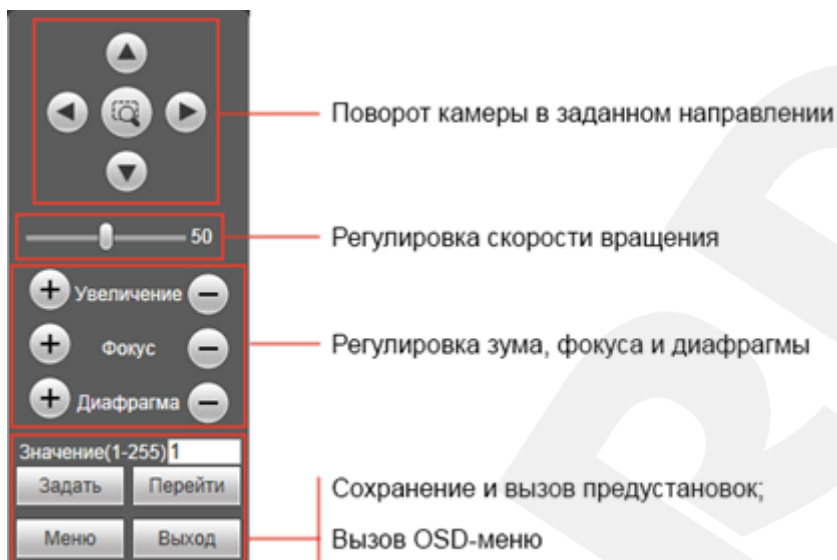 Поворот камеры в заданном направлении
50
Регулировка скорости вращения
Увеличение
Фокус
Диафрагма
Регулировка зума, фокуса и диафрагмы
Значение(1-255) 1
Задать Перейти
Меню Выход
Сохранение и вызов предустановок;
Вызов OSD-меню